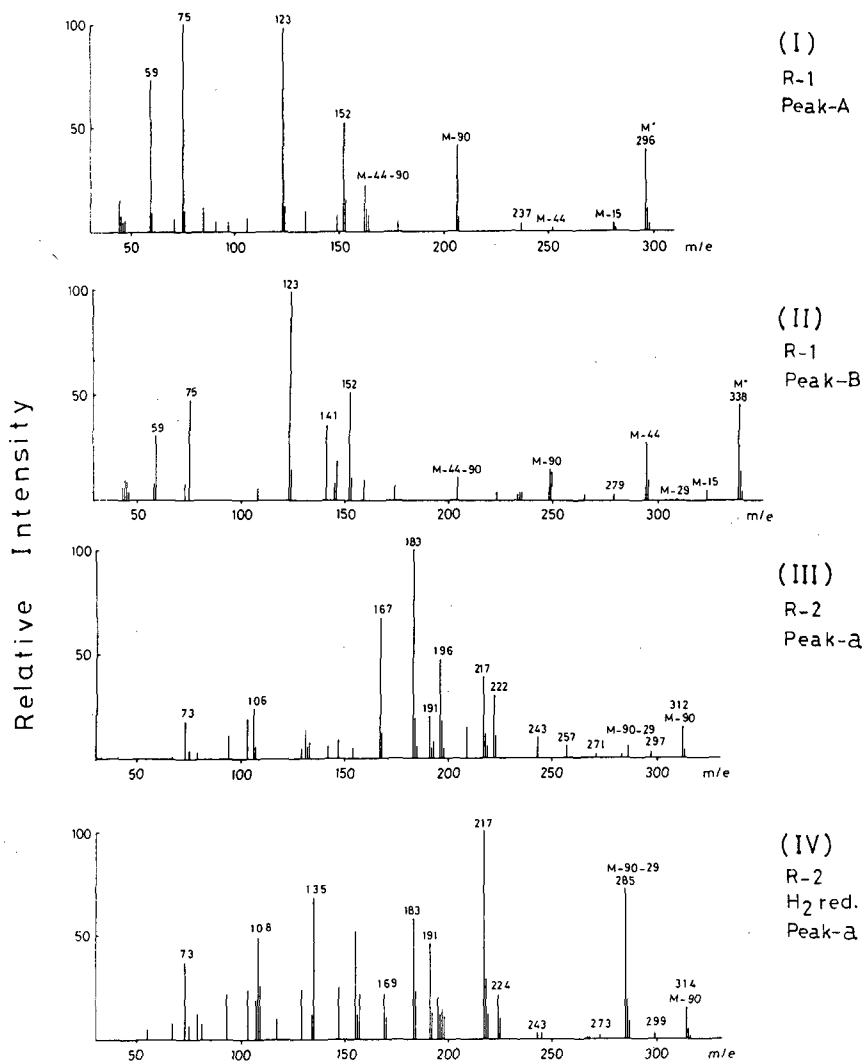 Relative Intensity
100
50
59
75
123
152
M-44-90
M-90
237
M-44
M-15
M⁺
296
50
100
150
200
250
300
m/e
(I)
R-1
Peak-A
100
50
59
75
123
141
152
M-44-90
M-90
279
M-44
M-29
M-15
M⁺
338
50
100
150
200
250
300
m/e
(II)
R-1
Peak-B
100
50
73
106
167
183
191
196
217
222
243
257
271
M-90-29
297
312
M-90
50
100
150
200
250
300
m/e
(III)
R-2
Peak-a
100
50
73
108
135
169
183
191
217
224
243
273
M-90-29
285
299
314
M-90
50
100
150
200
250
300
m/e
(IV)
R-2
H₂ red.
Peak-a